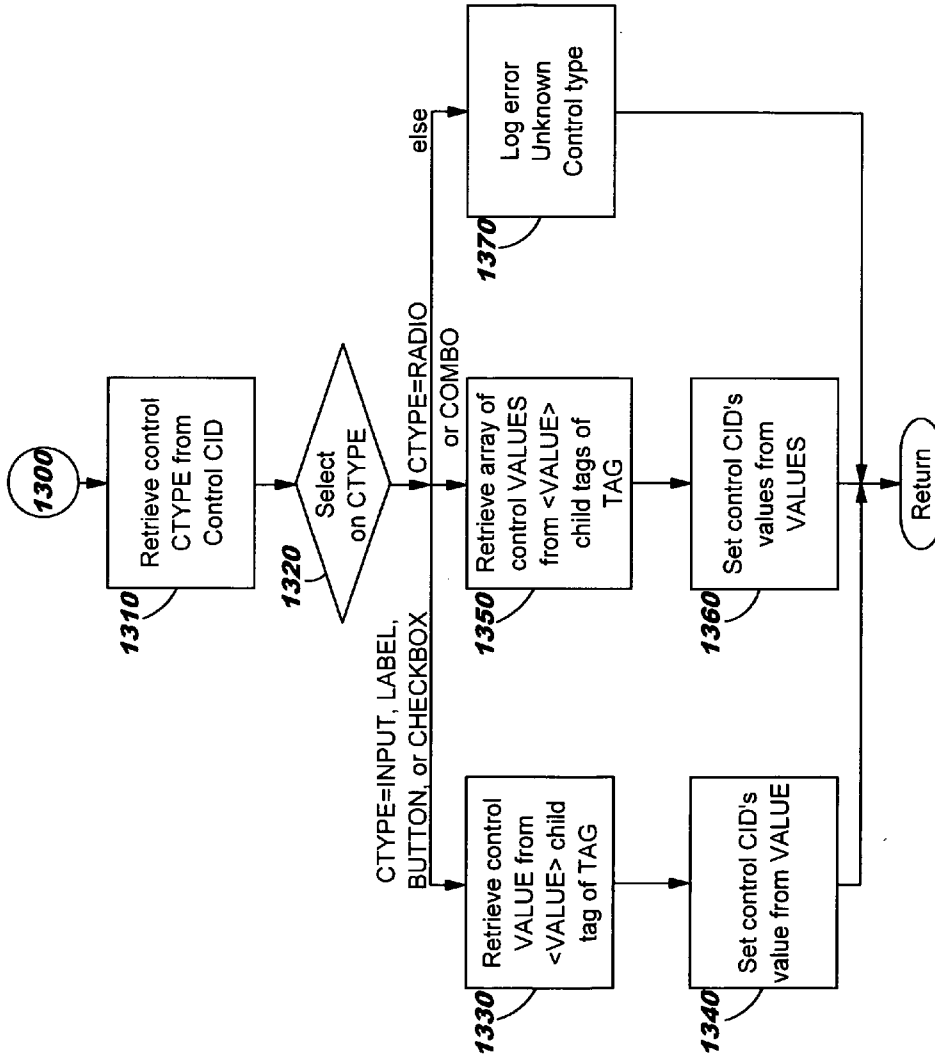 1300
1310
Retrieve control
CTYPE from
Control CID
1320
Select
on CTYPE
CTYPE=INPUT, LABEL,
BUTTON, or CHECKBOX
CTYPE=RADIO
or COMBO
else
1330
Retrieve control
VALUE from
<VALUE> child
tag of TAG
1350
Retrieve array of
control VALUES
from <VALUE>
child tags of
TAG
1370
Log error
Unknown
Control type
1340
Set control CID's
value from VALUE
1360
Set control CID's
values from
VALUES
Return